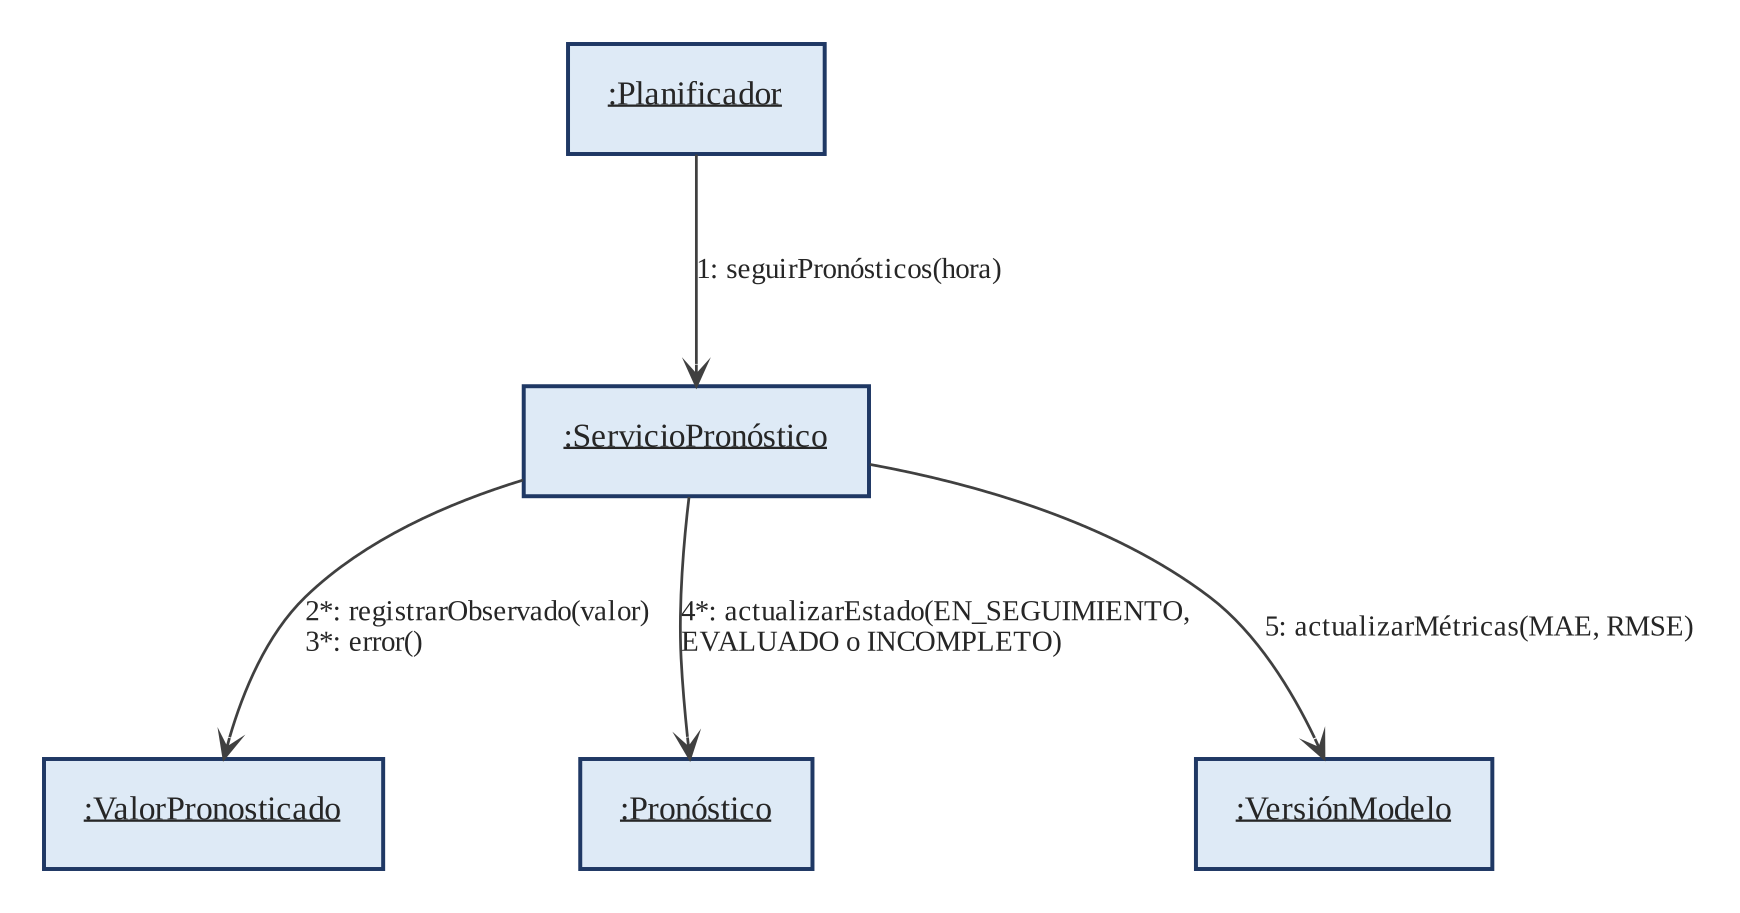 :Planificador
1: seguirPronósticos(hora)
:ServicioPronóstico
2*: registrarObservado(valor)
3*: error()
4*: actualizarEstado(EN_SEGUIMIENTO,
EVALUADO o INCOMPLETO)
5: actualizarMétricas(MAE, RMSE)
:ValorPronosticado
:Pronóstico
:VersiónModelo